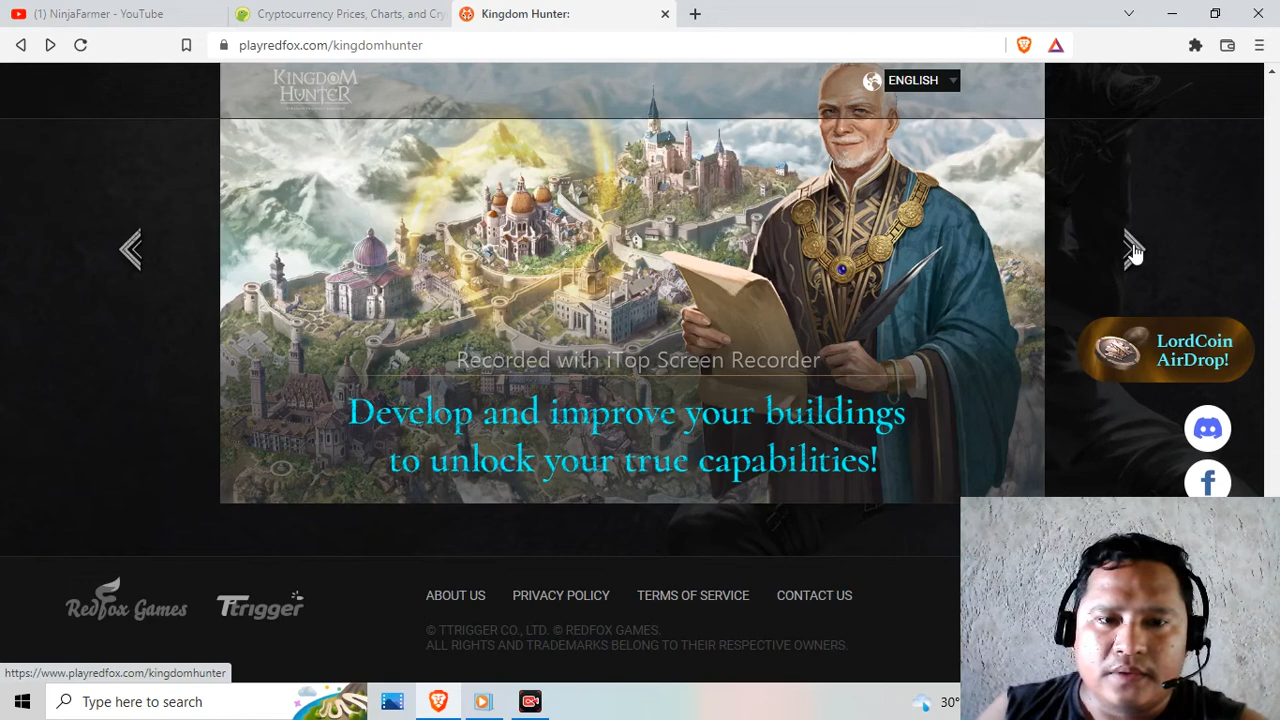 (1) NinjaFarmer - YouTube
Cryptocurrency Prices, Charts, and Cry
Kingdom Hunter:
playredfox.com/kingdomhunter
KINGDOM
HUNTER
ENGLISH
LordCoin
AirDrop!
Recorded with iTop Screen Recorder
Develop and improve your buildings
to unlock your true capabilities!
RedFox Games
Ttrigger
ABOUT US
PRIVACY POLICY
TERMS OF SERVICE
CONTACT US
© TTRIGGER CO., LTD. © REDFOX GAMES.
ALL RIGHTS AND TRADEMARKS BELONG TO THEIR RESPECTIVE OWNERS.
https://www.playredfox.com/kingdomhunter
Type here to search
30°